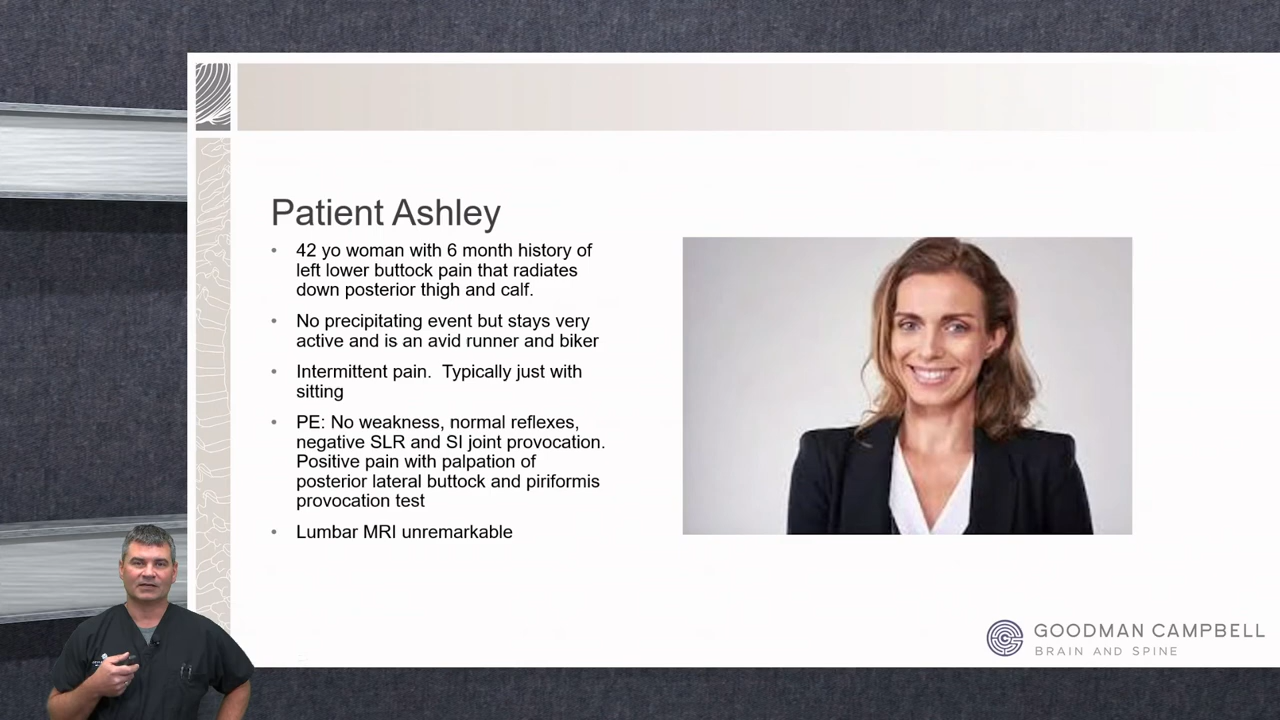 Patient Ashley
• 42 yo woman with 6 month history of
left lower buttock pain that radiates
down posterior thigh and calf.
• No precipitating event but stays very
active and is an avid runner and biker
• Intermittent pain.  Typically just with
sitting
• PE: No weakness, normal reflexes,
negative SLR and SI joint provocation.
Positive pain with palpation of
posterior lateral buttock and piriformis
provocation test
• Lumbar MRI unremarkable
GOODMAN CAMPBELL
BRAIN AND SPINE